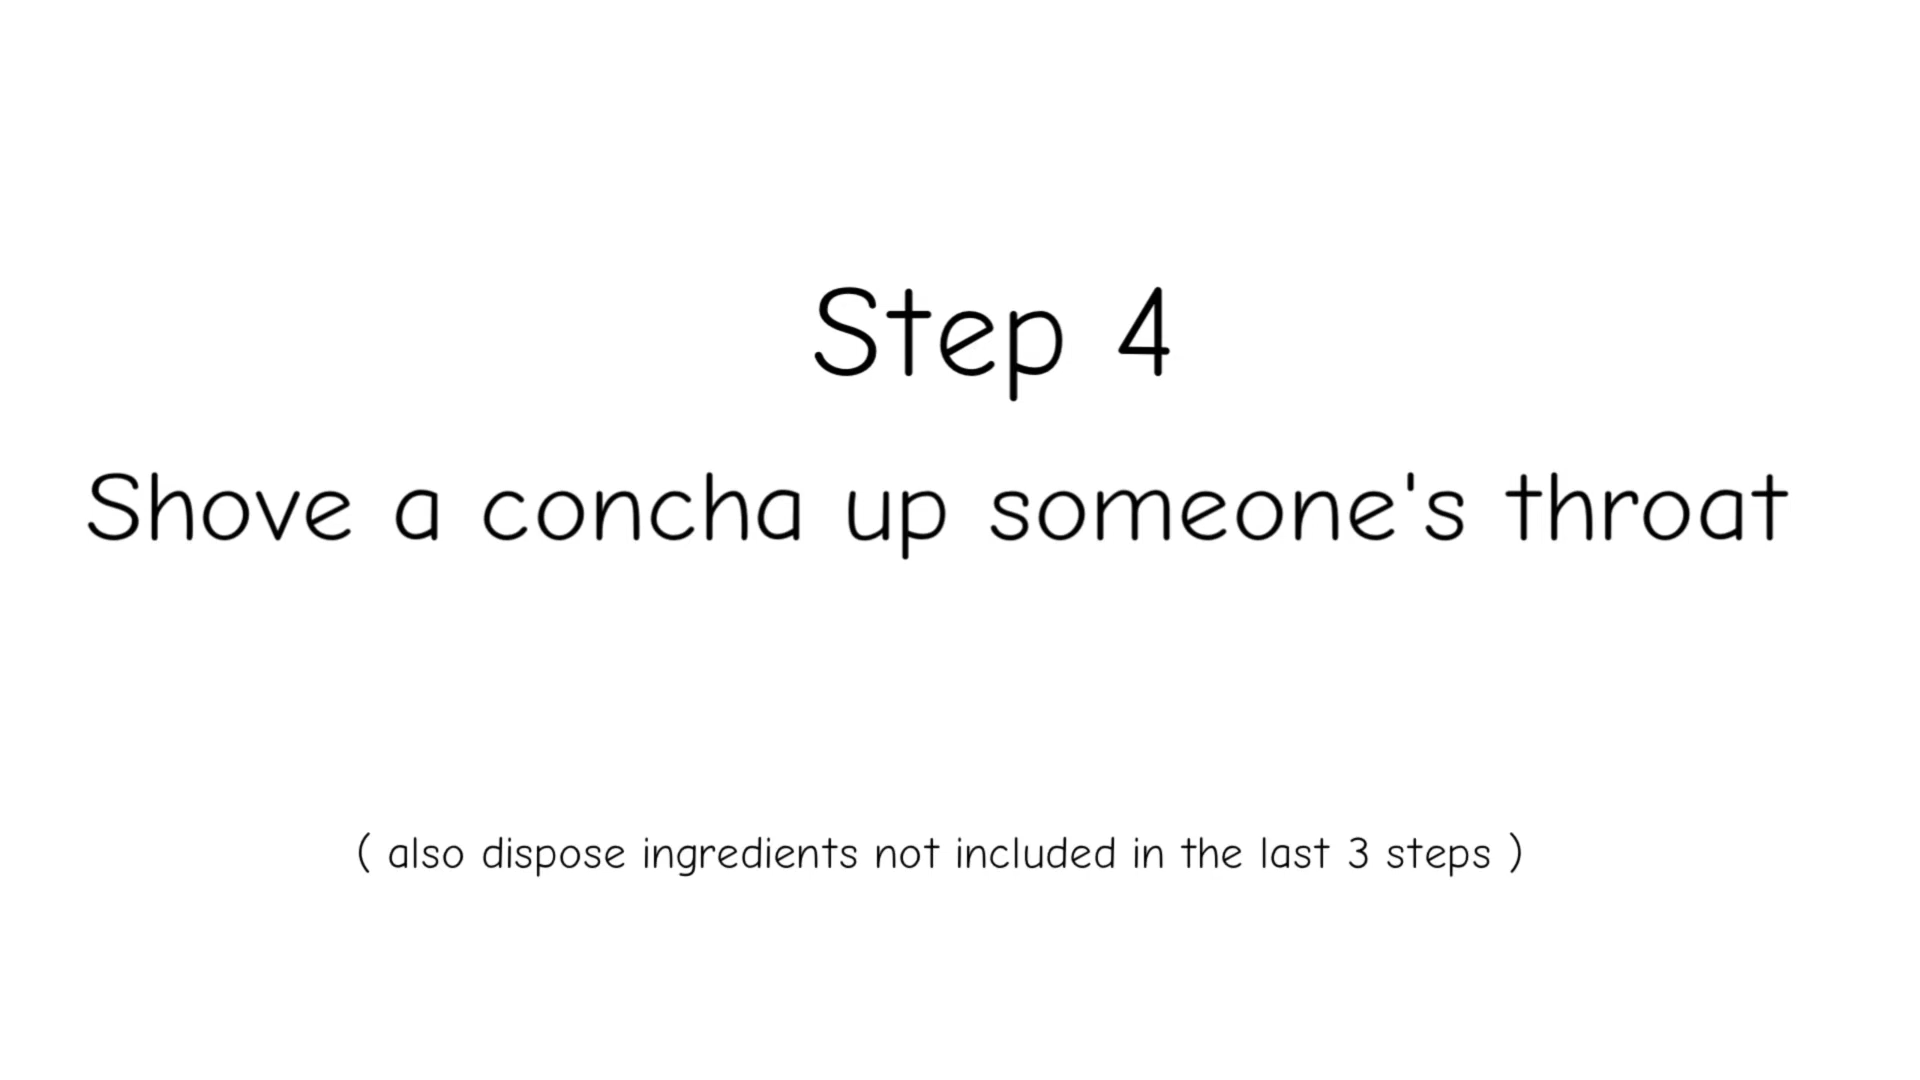 Step 4
Shove a concha up someone's throat
( also dispose ingredients not included in the last 3 steps )